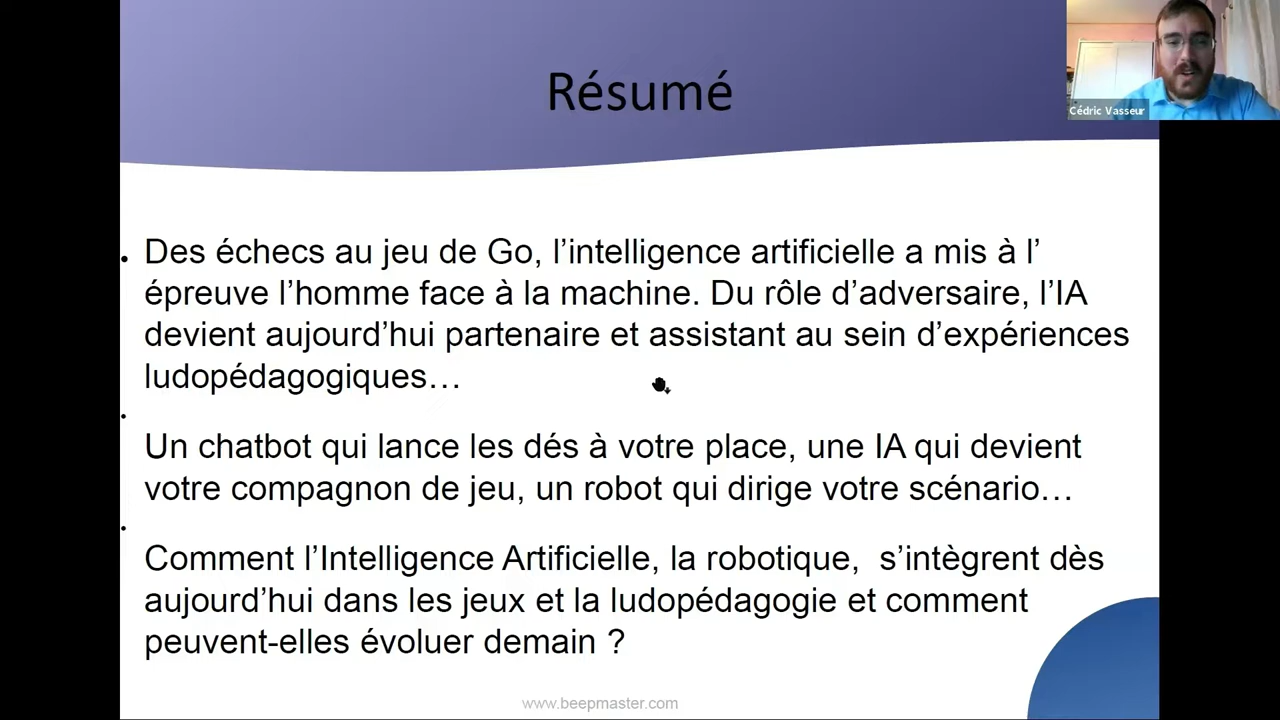 Résumé
Cédric Vasseur
• Des échecs au jeu de Go, l’intelligence artificielle a mis à l’
épreuve l’homme face à la machine. Du rôle d’adversaire, l’IA
devient aujourd’hui partenaire et assistant au sein d’expériences
ludopédagogiques…
•
Un chatbot qui lance les dés à votre place, une IA qui devient
votre compagnon de jeu, un robot qui dirige votre scénario…
•
Comment l’Intelligence Artificielle, la robotique,  s’intègrent dès
aujourd’hui dans les jeux et la ludopédagogie et comment
peuvent-elles évoluer demain ?
www.beepmaster.com